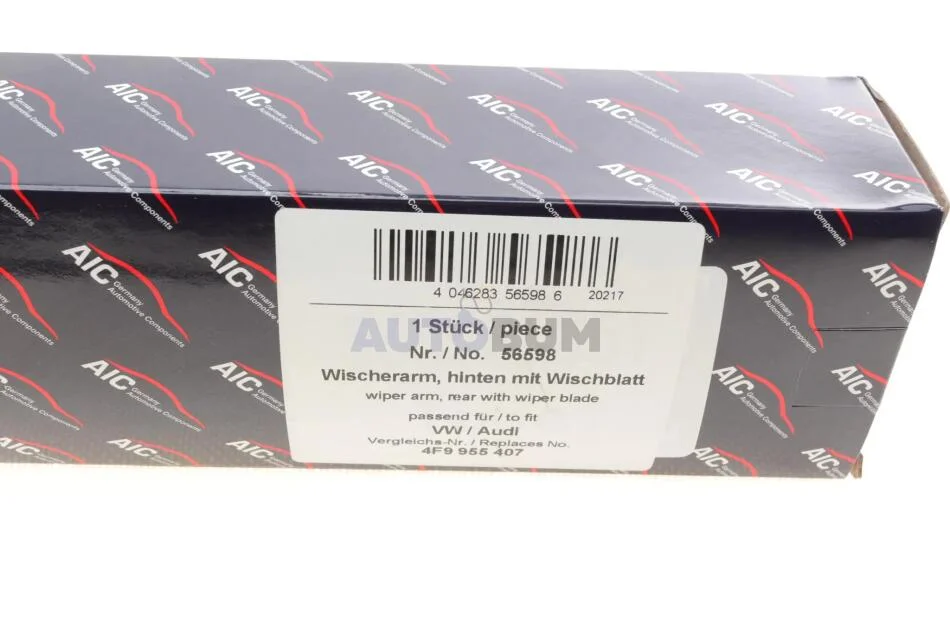 AIC
Germany
Automotive Components
4 046283 56598 6 20217
AUTOBUM
1 Stück / piece
Nr. / No. 56598
Wischerarm, hinten mit Wischblatt
wiper arm, rear with wiper blade
passend für / to fit
VW / Audi
Vergleichs-Nr. / Replaces No.
4F9 955 407